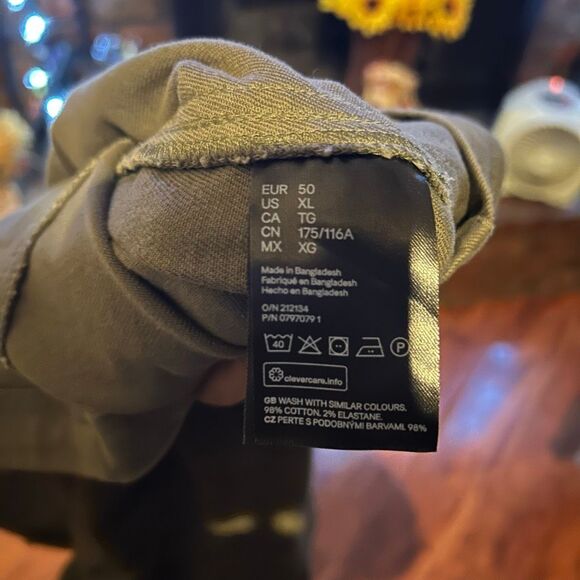 EUR 50
US XL
CA TG
CN 175/116A
MX XG
Made in Bangladesh
Fabriqué en Bangladesh
Hecho en Bangladesh
O/N 212134
P/N 0797079 1
40 P
clevercare.info
GB WASH WITH SIMILAR COLOURS.
98% COTTON. 2% ELASTANE.
CZ PERTE S PODOBNÝMI BARVAMI. 98%